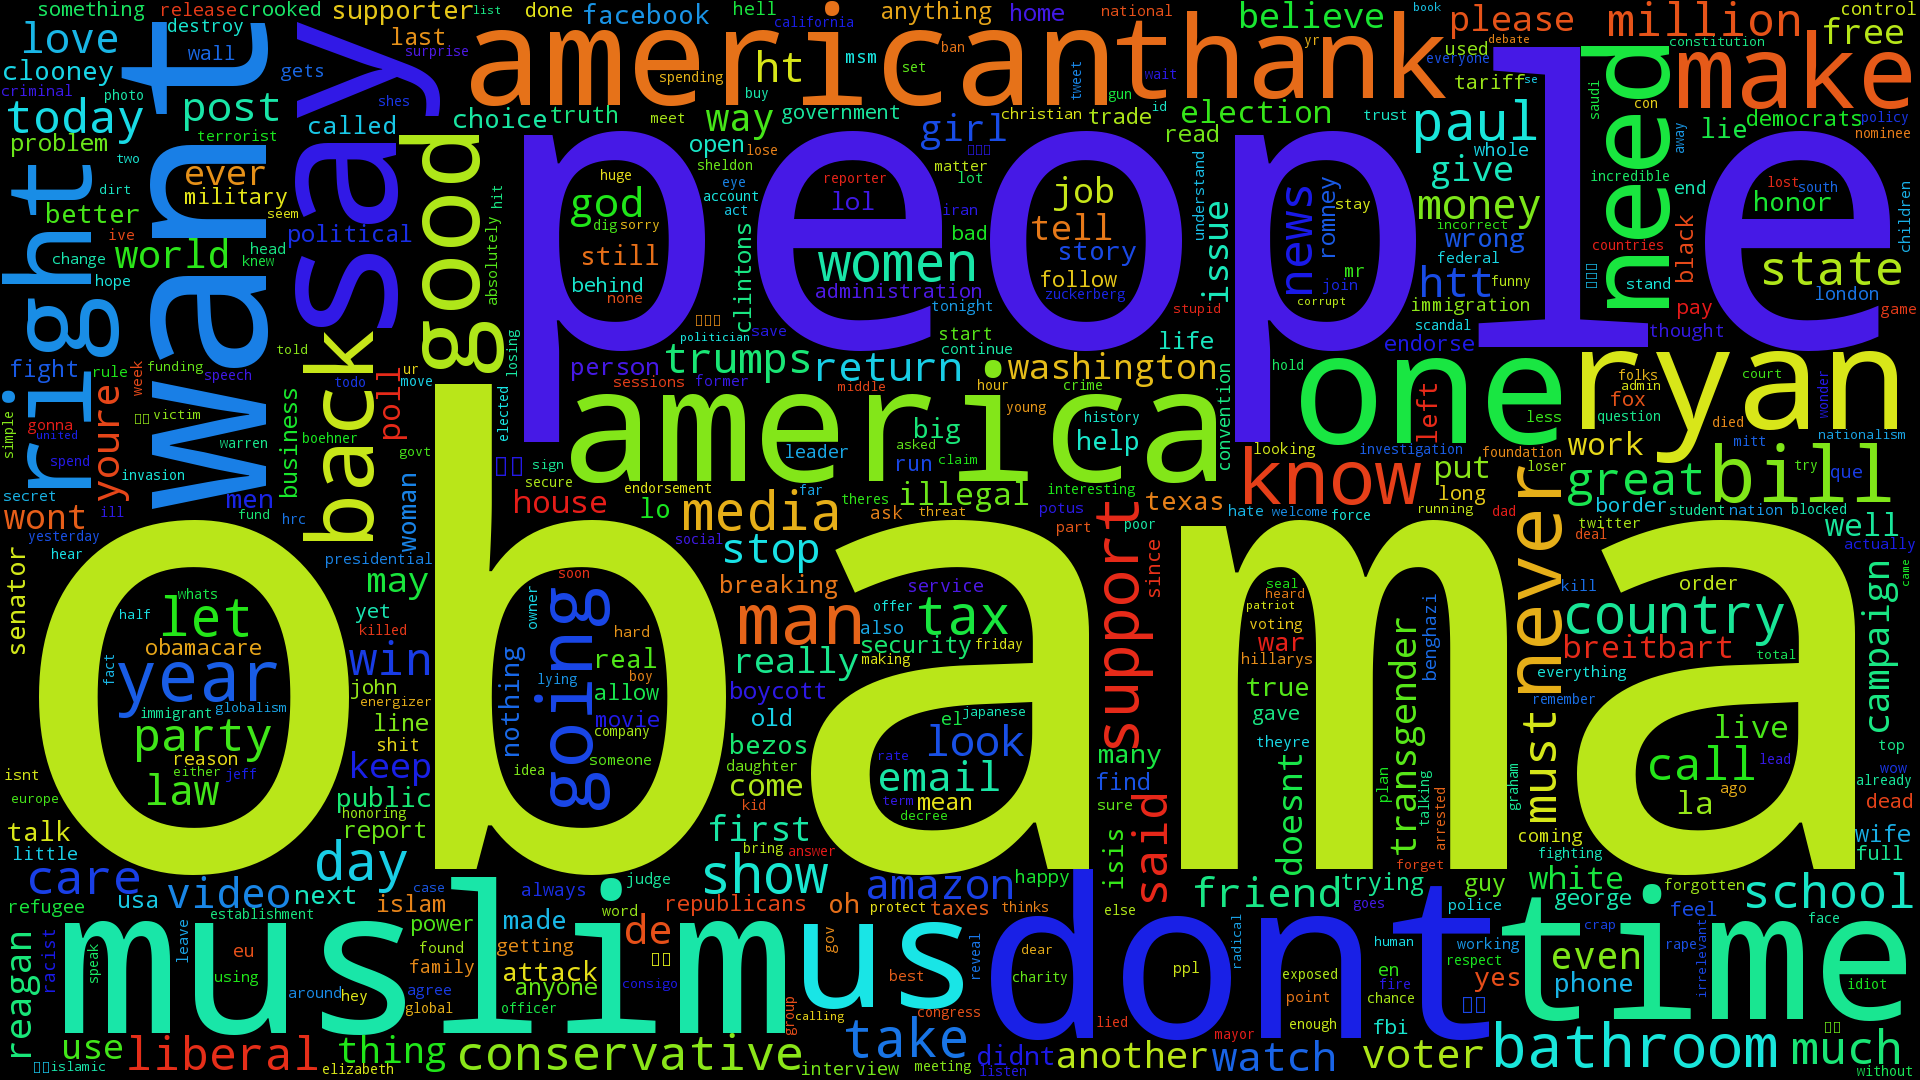 something release crooked supporter list done facebook hell anything home national believe book please million control
love destroy wall want say last surprise american california ban thank yr everyone debate used constitution free
clooney gets spending ht msm set tweet wait tariff se need make
criminal photo shes buy gun id saudi con
today post called choice truth meet way government christian trade election trust paul lie democrats policy
problem terrorist good people open lose girl read whole away nominee
right two ever huge god sheldon matter reporter job understand give incredible end lost south
dirt military dig sorry eye lot lol tell news romney stay money honor children
better seem hit account act iran issue incorrect black
ive political still clintons bad women story wrong countries state
world head absolutely behind follow mr federal
change knew none administration zuckerberg join htt funny stand london
hope back save tonight stupid corrupt immigration pay game
told politician start life scandal thought
fight rule funding losing person trumps return continue washington endorse
week speech todo ur move sessions former middle hour crime hold one ryan folks court
youre poll america young less admin wonder
simple gonna victim elected history left fox question died
united business big help convention work mitt nationalism
spend warren boehner leader asked looking investigation foundation
invasion govt sign run claim know put loser great bill try que
secret men secure endorsement far illegal interesting texas long border student nation blocked
wont ill fund hrc house lo media theres potus hate welcome force running dad
yesterday woman ask threat part poor twitter well
hear presidential social stop support since deal never actually
senator whats may soon breaking service seal kill order came
half let yet owner man offer tax heard patriot country campaign
obama
obamacare killed hard also security friday voting war breitbart
year win real really making hillarys benghazi everything total
fact john lying boy allow boycott true transgender remember
immigrant globalism energizer nothing going movie old el japanese gave
party line company look theyre live
reason shit someone bezos rate many must call lead top
isnt either jeff keep idea daughter email find plan talking graham ago wow already
law public come term mean sure la dead
europe honoring kid decree said doesnt arrested
talk report first bring answer isis coming wife
little day show forget fighting full
care video next case always judge amazon happy friend trying guy white school
refugee usa islam word republicans oh protect taxes thinks else goes police george forgotten
establishment power made de us dont feel face
reagan racist eu leave muslim found getting gov reveal dear radical human working crap rape time
speak family attack best charity ppl exposed en respect even irrelevant
using anyone consigo fire yes phone idiot
around hey agree officer group calling congress point chance
global lied mayor enough fbi
use liberal thing conservative take didnt another watch voter bathroom much
islamic elizabeth interview meeting listen without